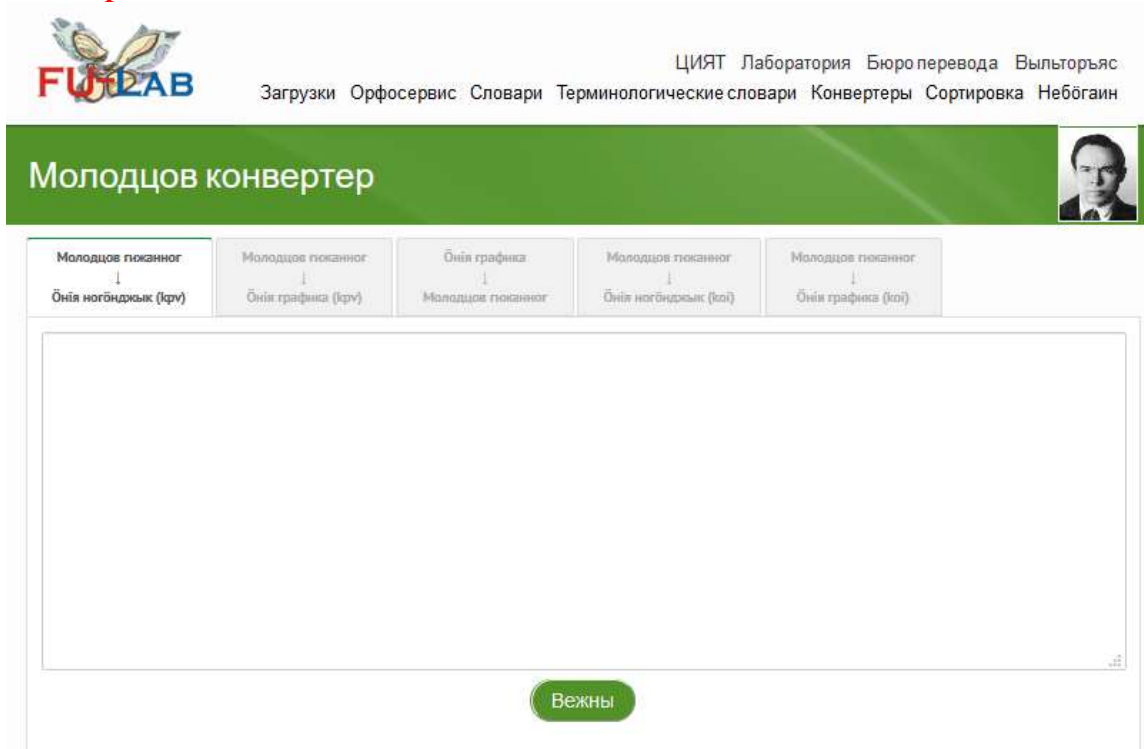 FU-LAB
ЦИЯТ Лаборатория Бюро перевода Выльторъяс
Загрузки Орфосервис Словари Терминологические словари Конвертеры Сортировка Небӧгаин
Молодцов конвертер
Молодцов гижанног
↓
Ӧнія ногӧнджык (kpv)
Молодцов гижанног
↓
Ӧнія графика (kpv)
Ӧнія графика
↓
Молодцов гижанног
Молодцов гижанног
↓
Ӧнія ногӧнджык (koi)
Молодцов гижанног
↓
Ӧнія графика (koi)
Вежны